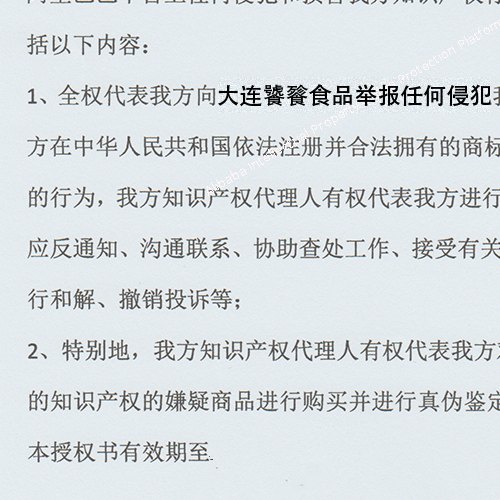 括以下内容：
1、全权代表我方向大连饕餮食品举报任何侵犯
方在中华人民共和国依法注册并合法拥有的商标
的行为，我方知识产权代理人有权代表我方进行
应反通知、沟通联系、协助查处工作、接受有关
行和解、撤销投诉等；
2、特别地，我方知识产权代理人有权代表我方对
的知识产权的嫌疑商品进行购买并进行真伪鉴定
本授权书有效期至
Alibaba International Property Protection Platform